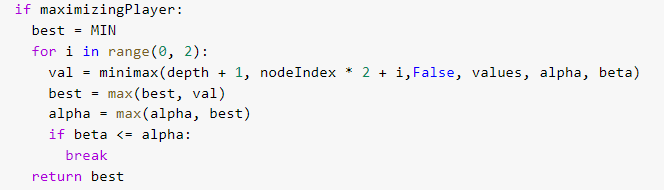 if maximizingPlayer:
  best = MIN
  for i in range(0, 2):
    val = minimax(depth + 1, nodeIndex * 2 + i,False, values, alpha, beta)
    best = max(best, val)
    alpha = max(alpha, best)
    if beta <= alpha:
      break
  return best